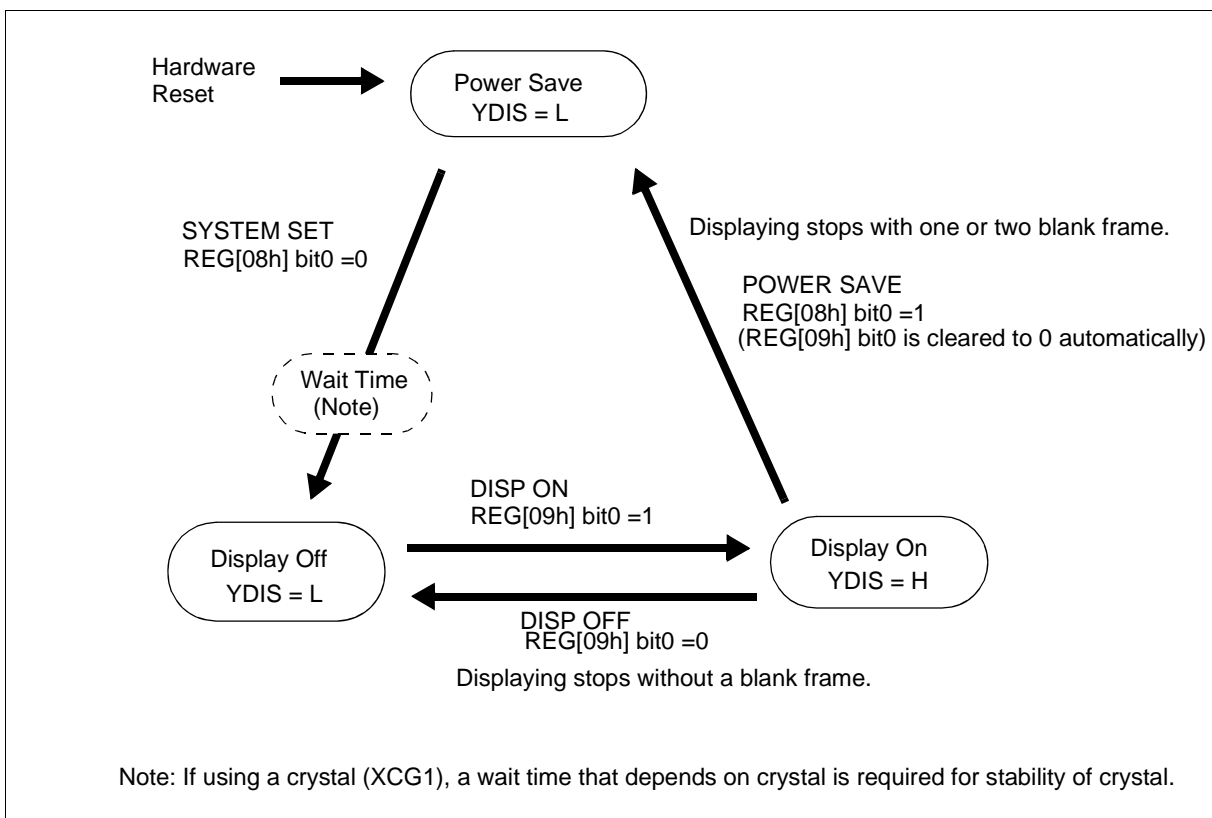 Hardware
Reset
Power Save
YDIS = L
SYSTEM SET
REG[08h] bit0 =0
Displaying stops with one or two blank frame.
POWER SAVE
REG[08h] bit0 =1
(REG[09h] bit0 is cleared to 0 automatically)
Wait Time
(Note)
DISP ON
REG[09h] bit0 =1
Display Off
YDIS = L
Display On
YDIS = H
DISP OFF
REG[09h] bit0 =0
Displaying stops without a blank frame.
Note: If using a crystal (XCG1), a wait time that depends on crystal is required for stability of crystal.